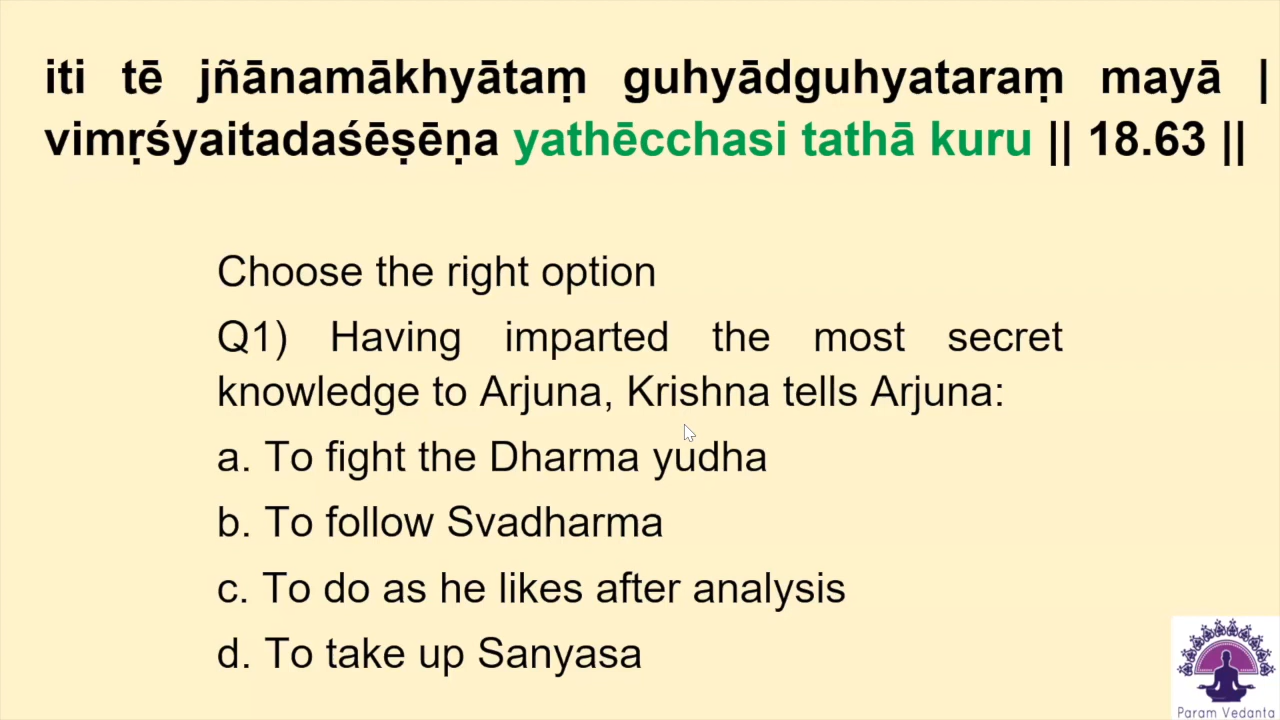 iti tē jñānamākhyātaṃ guhyādguhyataraṃ mayā |
vimṛśyaitadaśēṣēṇa yathēcchasi tathā kuru || 18.63 ||
Choose the right option
Q1) Having imparted the most secret
knowledge to Arjuna, Krishna tells Arjuna:
a. To fight the Dharma yudha
b. To follow Svadharma
c. To do as he likes after analysis
d. To take up Sanyasa
Param Vedanta